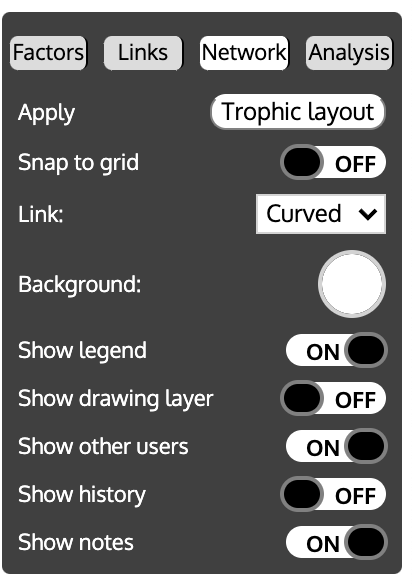 Factors Links Network Analysis
Apply Trophic layout
Snap to grid OFF
Link: Curved
Background:
Show legend ON
Show drawing layer OFF
Show other users ON
Show history OFF
Show notes ON